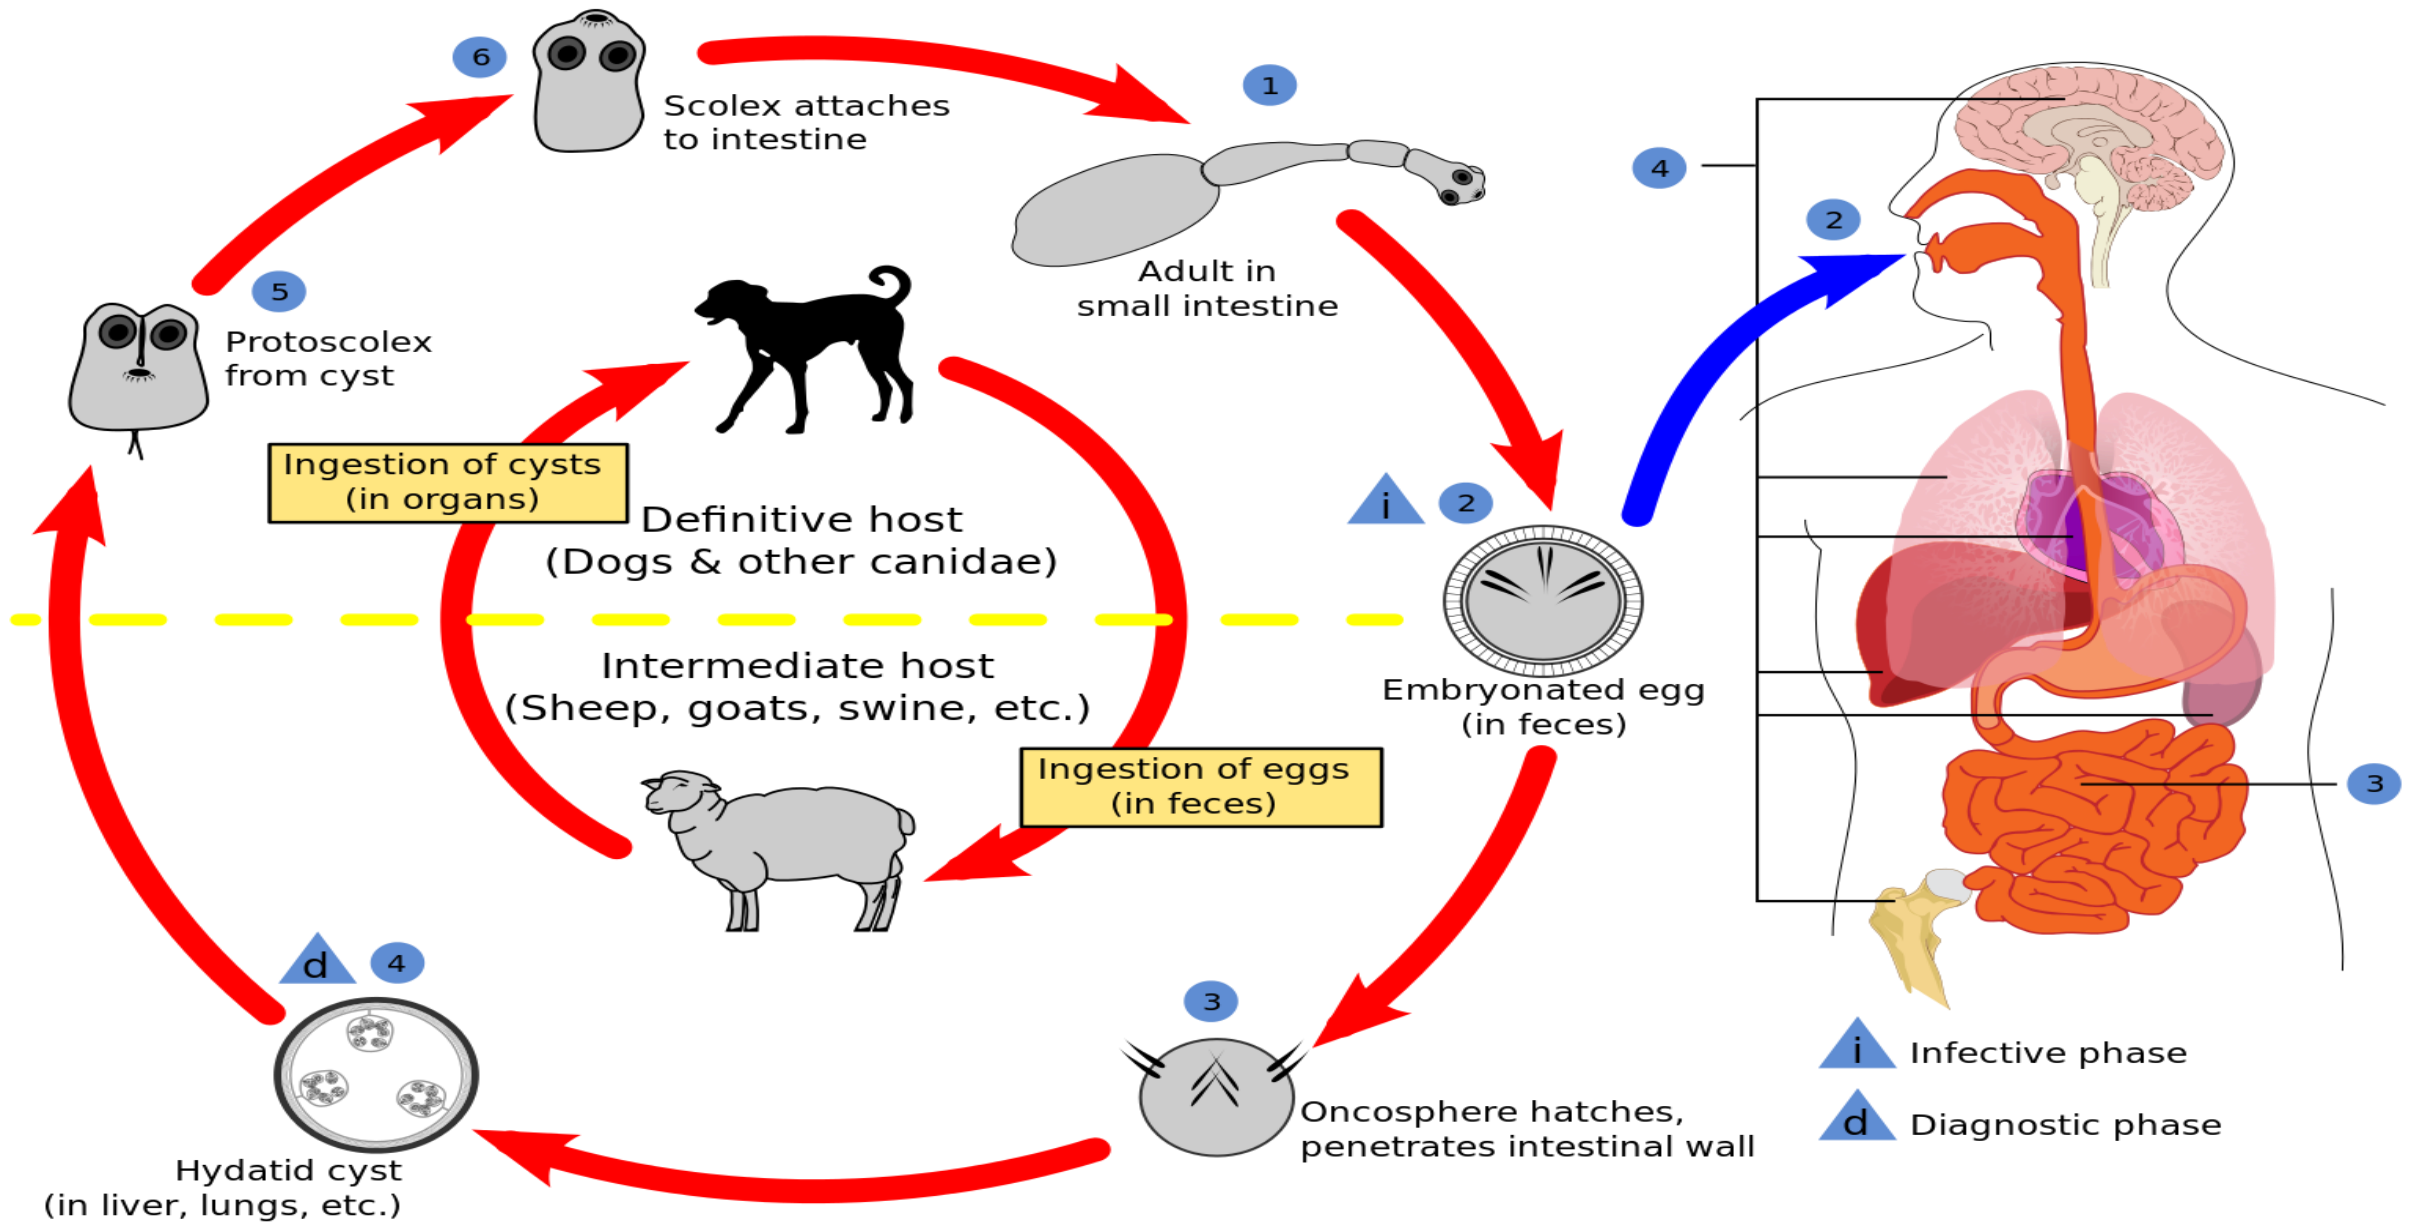 6
Scolex attaches
to intestine
1
Adult in
small intestine
5
Protoscolex
from cyst
Ingestion of cysts
(in organs)
Definitive host
(Dogs & other canidae)
Intermediate host
(Sheep, goats, swine, etc.)
Ingestion of eggs
(in feces)
i
2
Embryonated egg
(in feces)
3
Oncosphere hatches,
penetrates intestinal wall
d
4
Hydatid cyst
(in liver, lungs, etc.)
4
2
3
i
Infective phase
d
Diagnostic phase